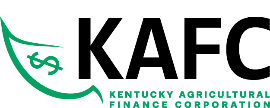 $
KAFC
KENTUCKY AGRICULTURAL
FINANCE CORPORATION